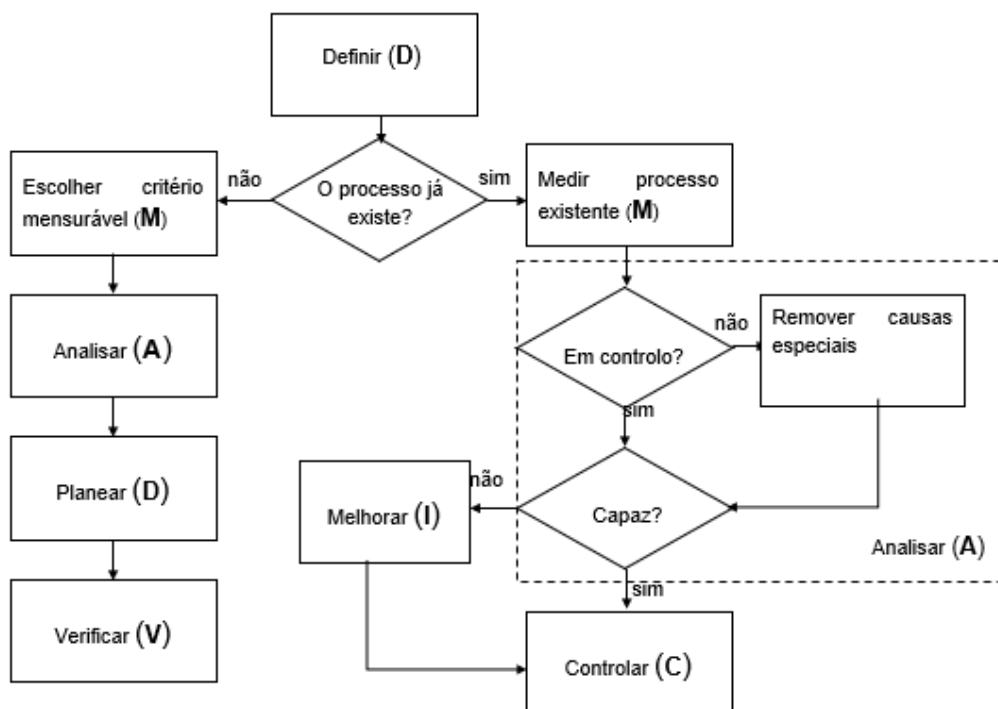 Definir (D)
O processo já
existe?
não
sim
Escolher critério
mensurável (M)
Medir processo
existente (M)
Analisar (A)
Em controlo?
não
Remover causas
especiais
sim
Planear (D)
Melhorar (I)
não
Capaz?
Analisar (A)
sim
Verificar (V)
Controlar (C)